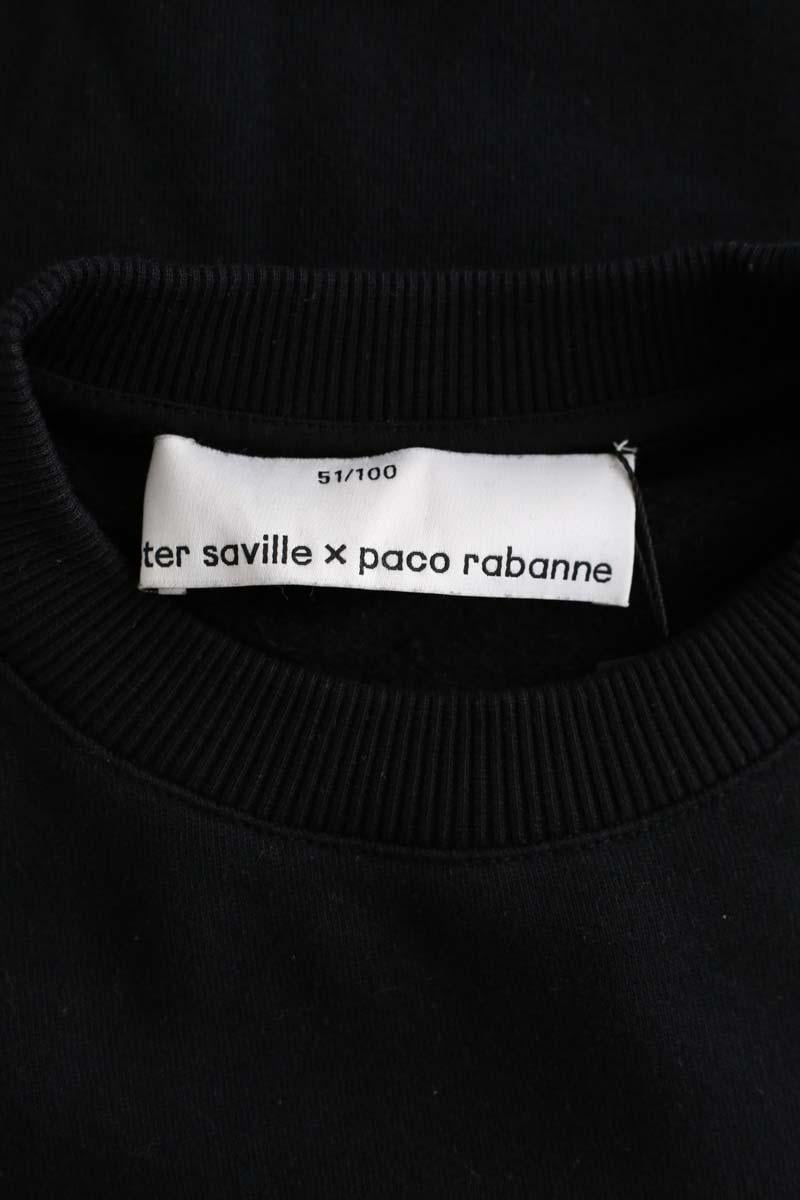 51/100
ter saville × paco rabanne